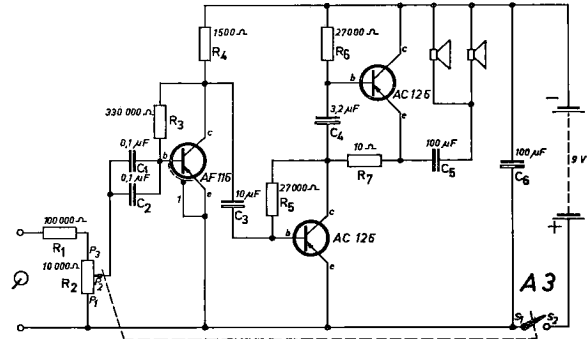 1500 Ω
R4
27000 Ω
R6
c
b
AC 126
e
330 000 Ω
R3
3,2 µF
C4
0,1 µF
C1
b
c
AF 116
e
1
0,1 µF
C2
10 µF
C3
27000 Ω
R5
10 Ω
R7
100 µF
C5
100 µF
C6
−
9 V
+
c
b
AC 126
e
100 000 Ω
R1
P3
10 000 Ω
R2
P2
P1
A3
S1
S2